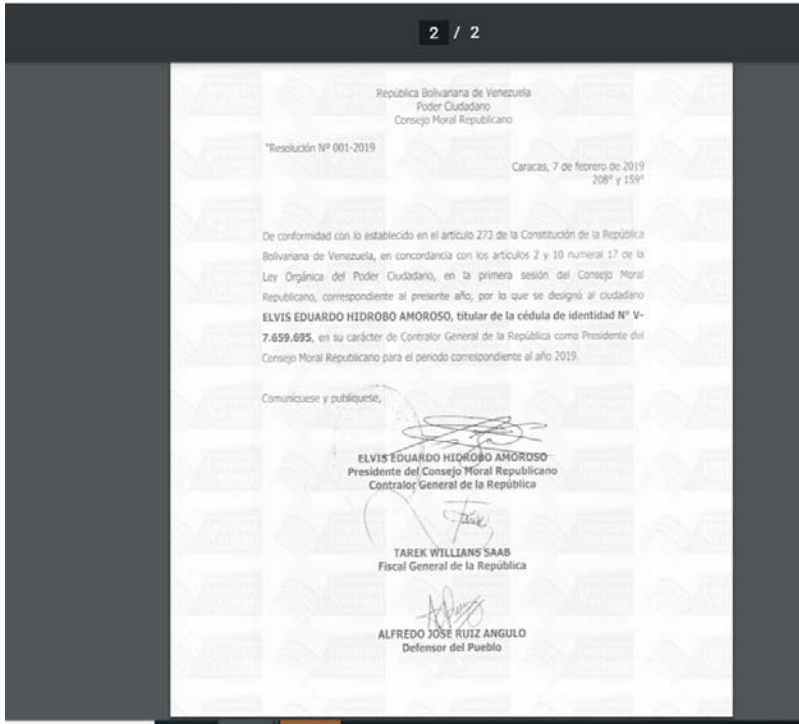 2 / 2
República Bolivariana de Venezuela
Poder Ciudadano
Consejo Moral Republicano
"Resolución Nº 001-2019
Caracas, 7 de febrero de 2019
208° y 159°
De conformidad con lo establecido en el artículo 273 de la Constitución de la República
Bolivariana de Venezuela, en concordancia con los artículos 2 y 10 numeral 17 de la
Ley Orgánica del Poder Ciudadano, en la primera sesión del Consejo Moral
Republicano, correspondiente al presente año, por lo que se designó al ciudadano
ELVIS EDUARDO HIDROBO AMOROSO, titular de la cédula de identidad Nº V-
7.659.695, en su carácter de Contralor General de la República como Presidente del
Consejo Moral Republicano para el periodo correspondiente al año 2019.
Comuníquese y publíquese,
ELVIS EDUARDO HIDROBO AMOROSO
Presidente del Consejo Moral Republicano
Contralor General de la República
TAREK WILLIANS SAAB
Fiscal General de la República
ALFREDO JOSE RUIZ ANGULO
Defensor del Pueblo